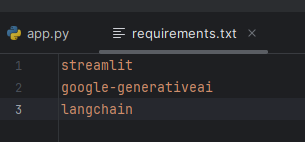 app.py requirements.txt
1 streamlit
2 google-generativeai
3 langchain